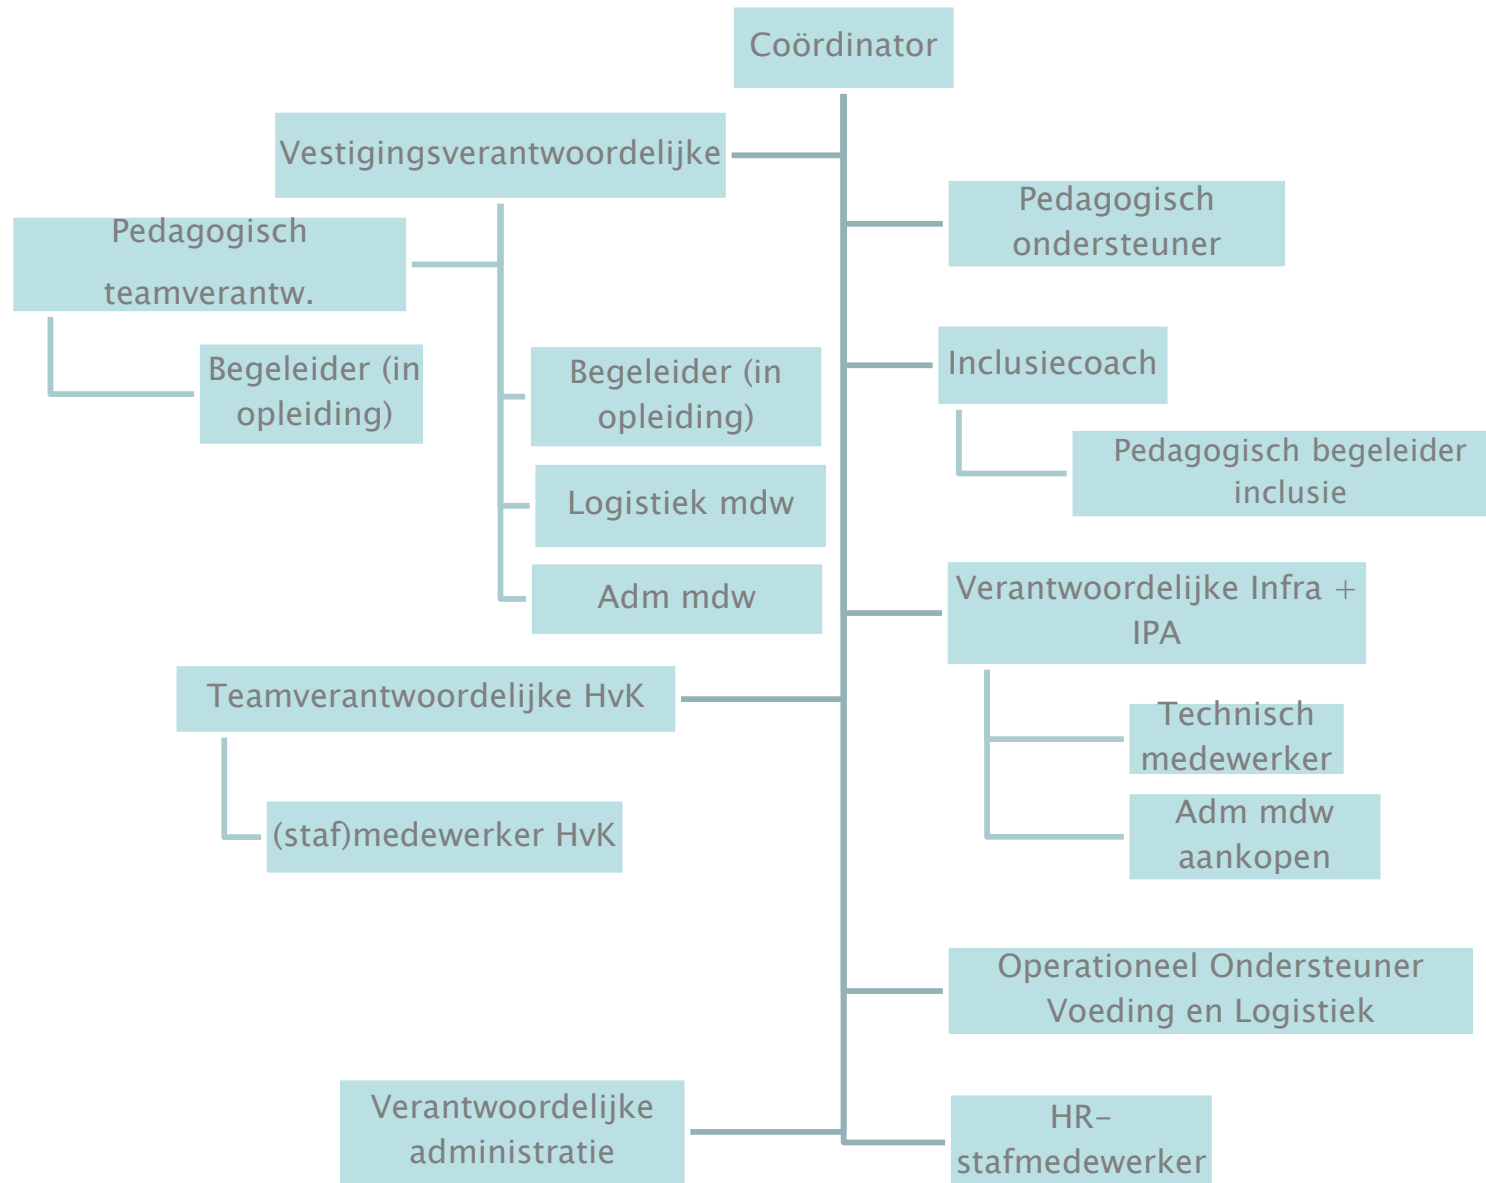 Coördinator
Vestigingsverantwoordelijke
Pedagogisch
ondersteuner
Pedagogisch
teamverantw.
Begeleider (in
opleiding)
Begeleider (in
opleiding)
Inclusiecoach
Pedagogisch begeleider
inclusie
Logistiek mdw
Adm mdw
Verantwoordelijke Infra +
IPA
Teamverantwoordelijke HvK
Technisch
medewerker
(staf)medewerker HvK
Adm mdw
aankopen
Operationeel Ondersteuner
Voeding en Logistiek
Verantwoordelijke
administratie
HR-
stafmedewerker